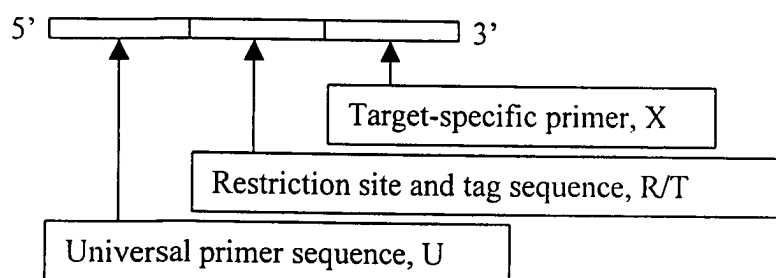 5’ 3’
Target-specific primer, X
Restriction site and tag sequence, R/T
Universal primer sequence, U